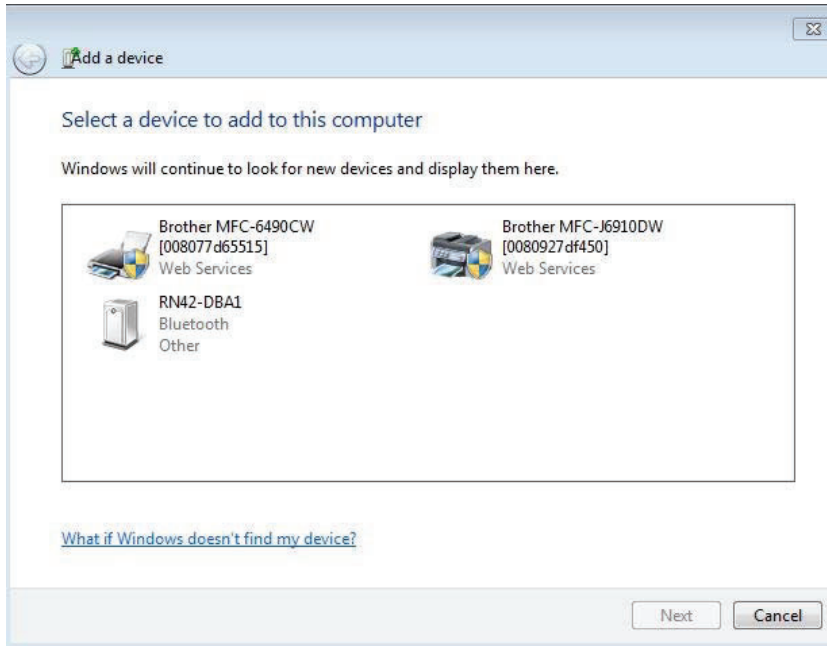 Add a device
Select a device to add to this computer
Windows will continue to look for new devices and display them here.
Brother MFC-6490CW
[008077d65515]
Web Services
Brother MFC-J6910DW
[0080927df450]
Web Services
RN42-DBA1
Bluetooth
Other
What if Windows doesn't find my device?
Next
Cancel